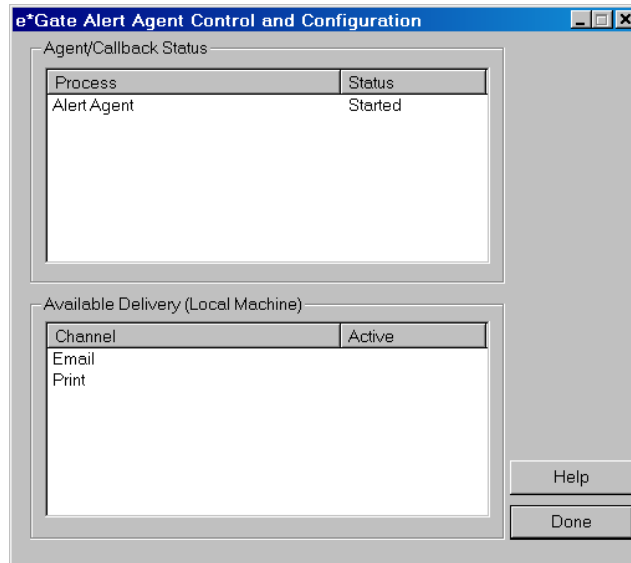 e*Gate Alert Agent Control and Configuration
Agent/Callback Status
Process Status
Alert Agent Started
Available Delivery (Local Machine)
Channel Active
Email
Print
Help
Done